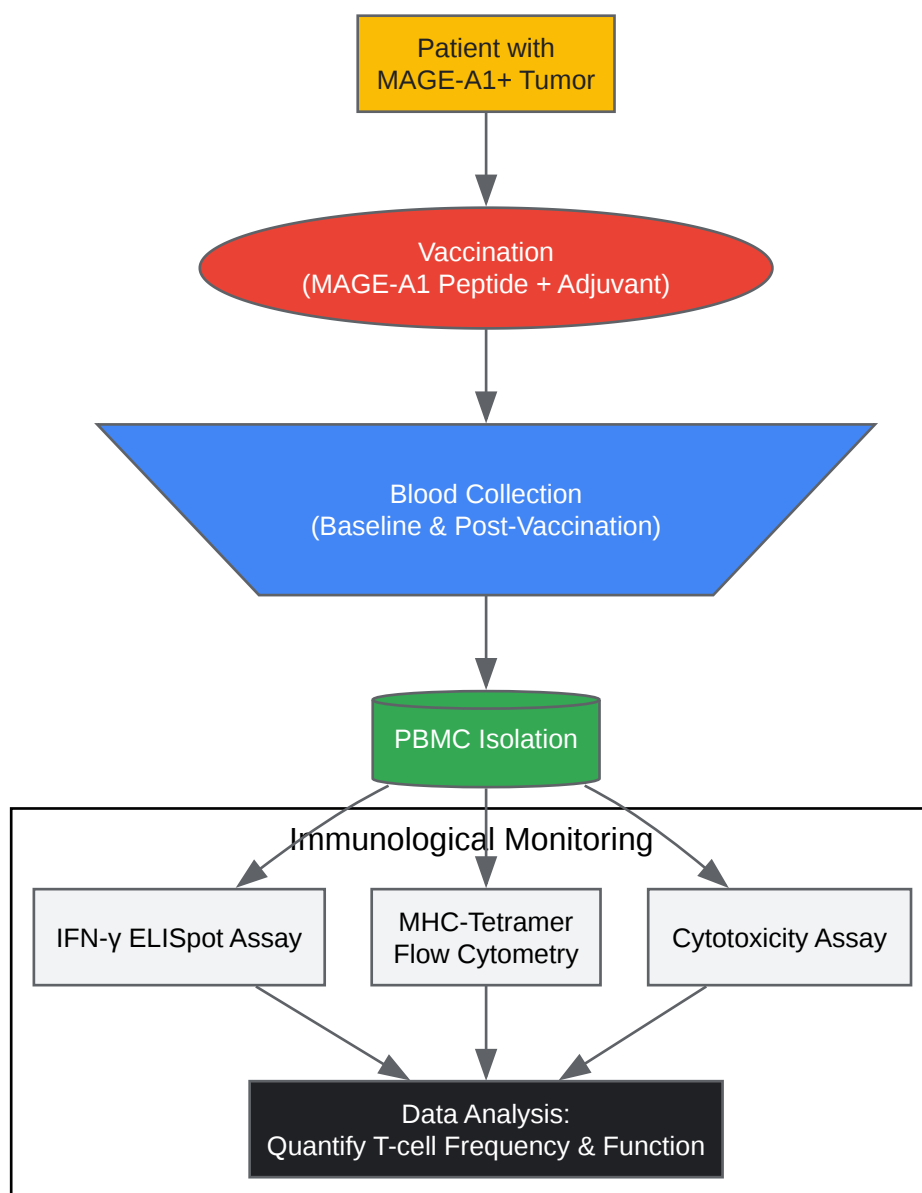 Patient with
MAGE-A1+ Tumor
Vaccination
(MAGE-A1 Peptide + Adjuvant)
Blood Collection
(Baseline & Post-Vaccination)
PBMC Isolation
Immunological Monitoring
IFN-γ ELISpot Assay
MHC-Tetramer
Flow Cytometry
Cytotoxicity Assay
Data Analysis:
Quantify T-cell Frequency & Function